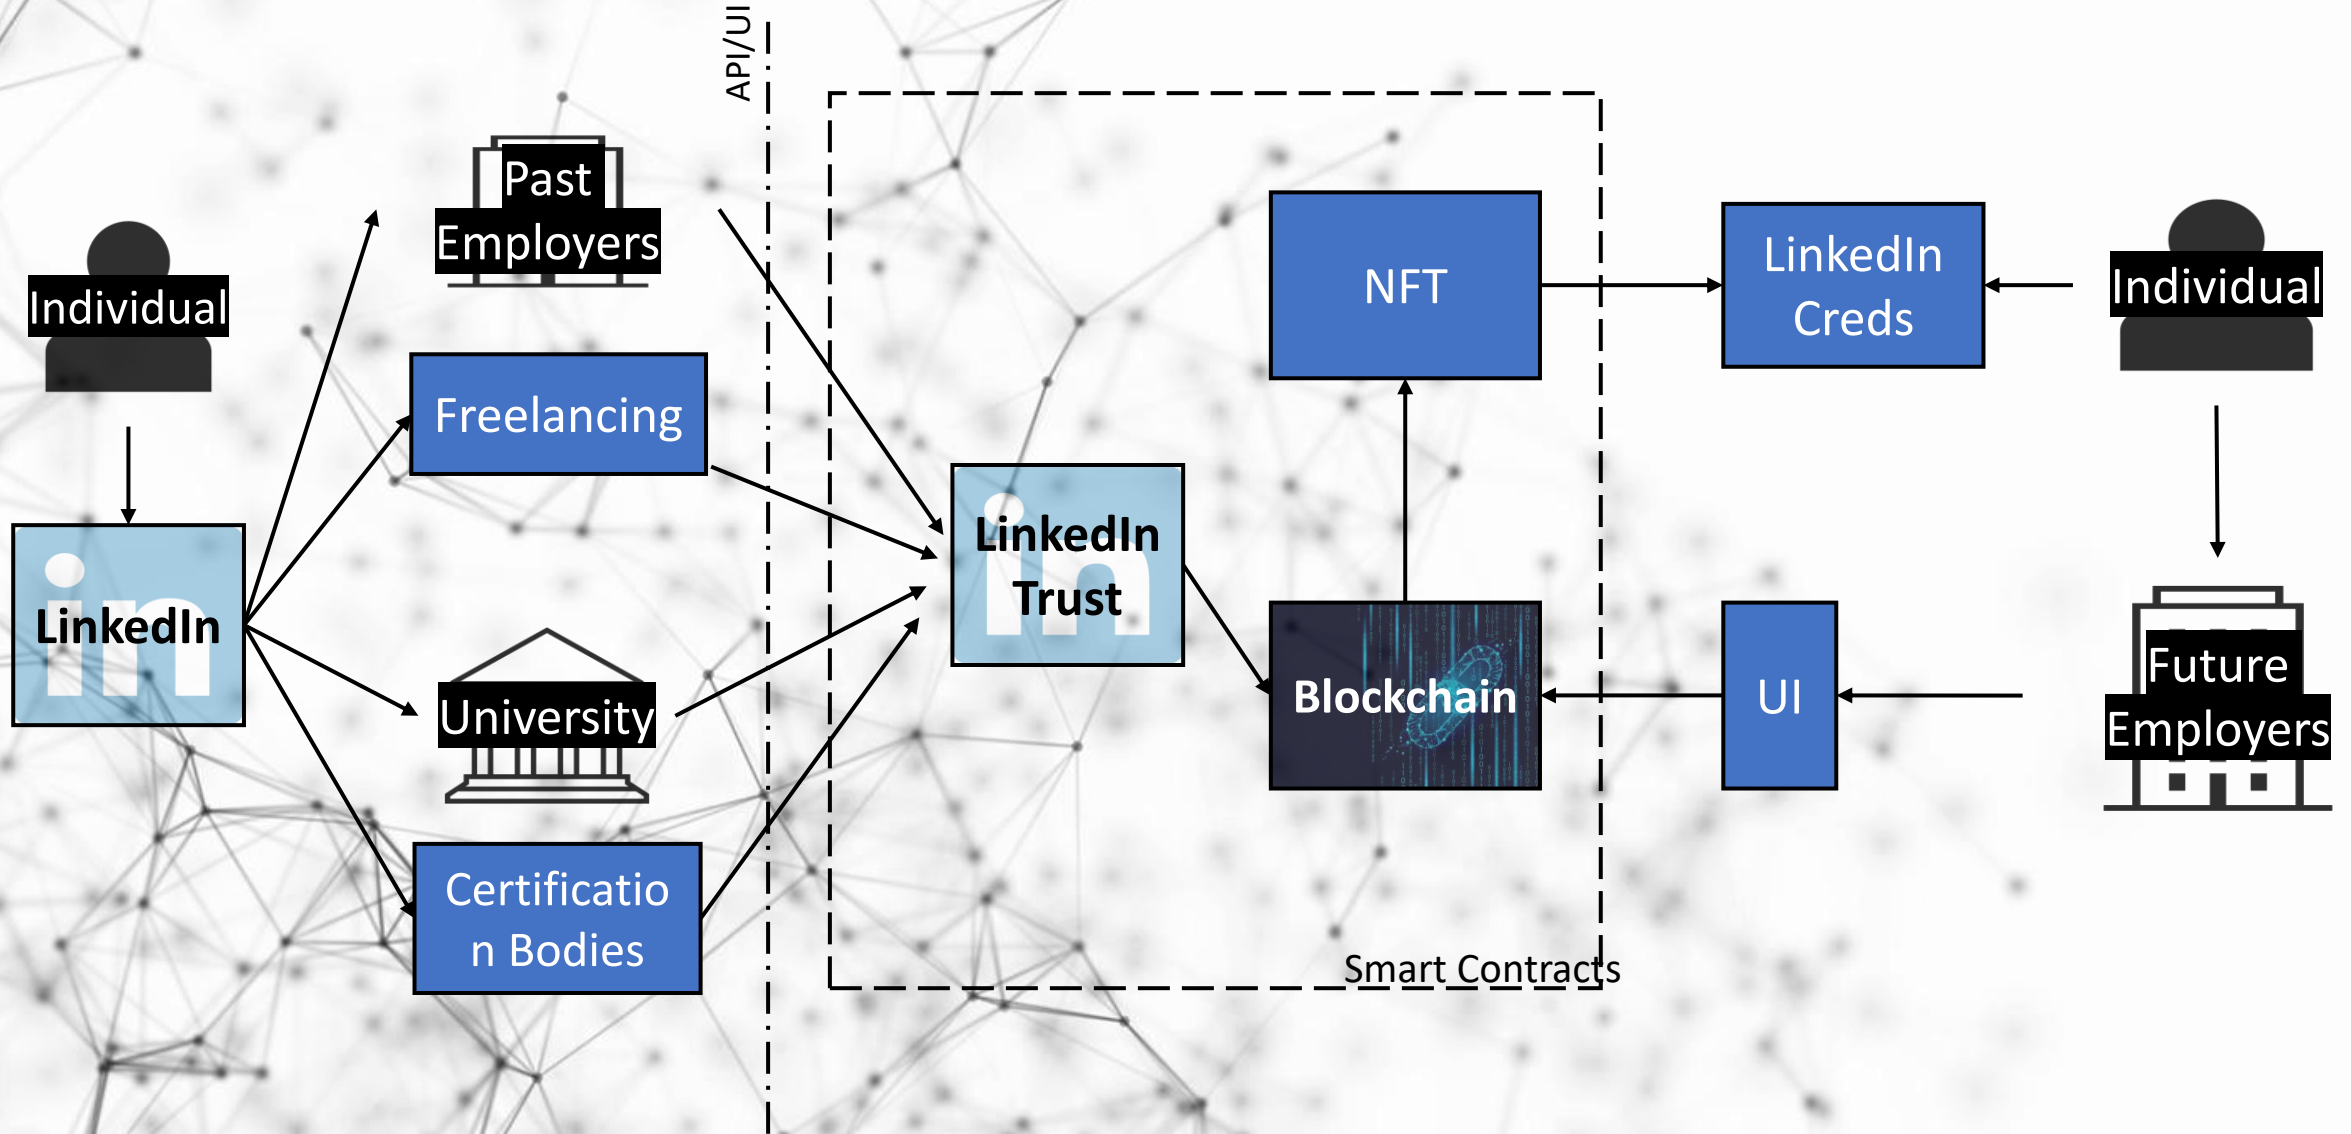 API/UI
Past
Employers
Individual
Freelancing
LinkedIn
University
Certificatio
n Bodies
LinkedIn
Trust
NFT
Blockchain
Smart Contracts
LinkedIn
Creds
Individual
UI
Future
Employers